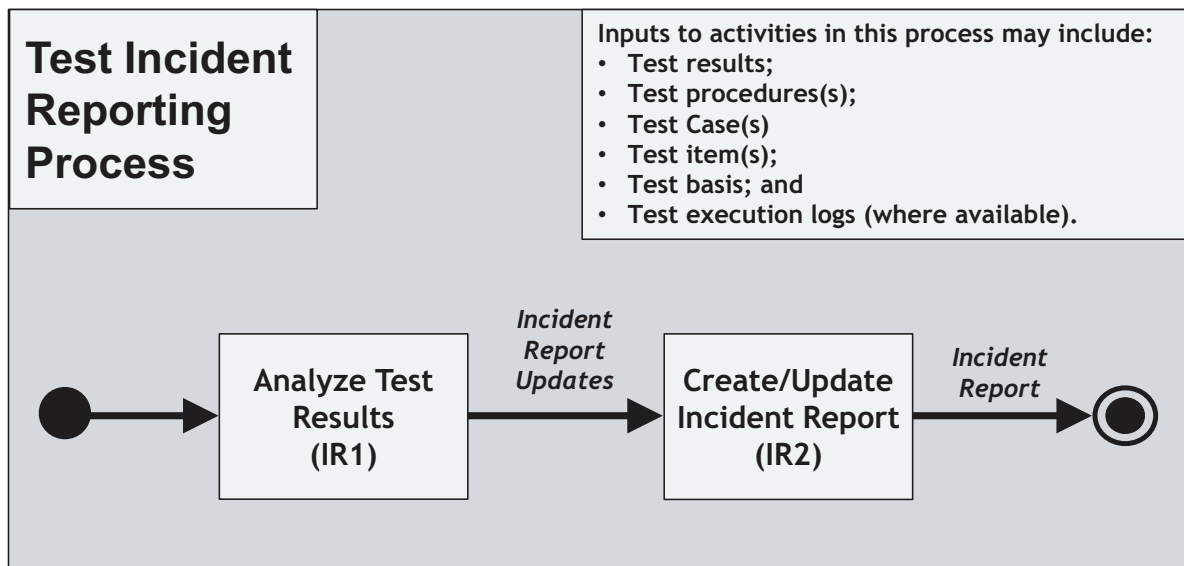 Test Incident
Reporting
Process
Inputs to activities in this process may include:
• Test results;
• Test procedures(s);
• Test Case(s)
• Test item(s);
• Test basis; and
• Test execution logs (where available).
Analyze Test
Results
(IR1)
Incident
Report
Updates
Create/Update
Incident Report
(IR2)
Incident
Report